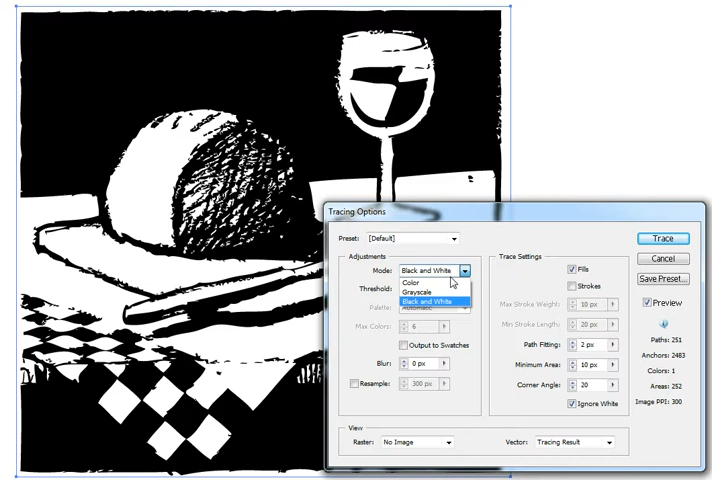 Tracing Options
Preset: [Default]
Trace
Adjustments
Trace Settings
Cancel
Mode: Black and White
Fills
Color
Strokes
Save Preset...
Threshold:
Grayscale
Black and White
Max Stroke Weight: 10 px
Preview
Palette: Automatic
Max Colors: 6
Min Stroke Length: 20 px
Output to Swatches
Path Fitting: 2 px
Paths: 251
Anchors: 2483
Blur: 0 px
Minimum Area: 10 px
Colors: 1
Resample: 300 px
Corner Angle: 20
Areas: 252
Ignore White
Image PPI: 300
View
Raster: No Image
Vector: Tracing Result